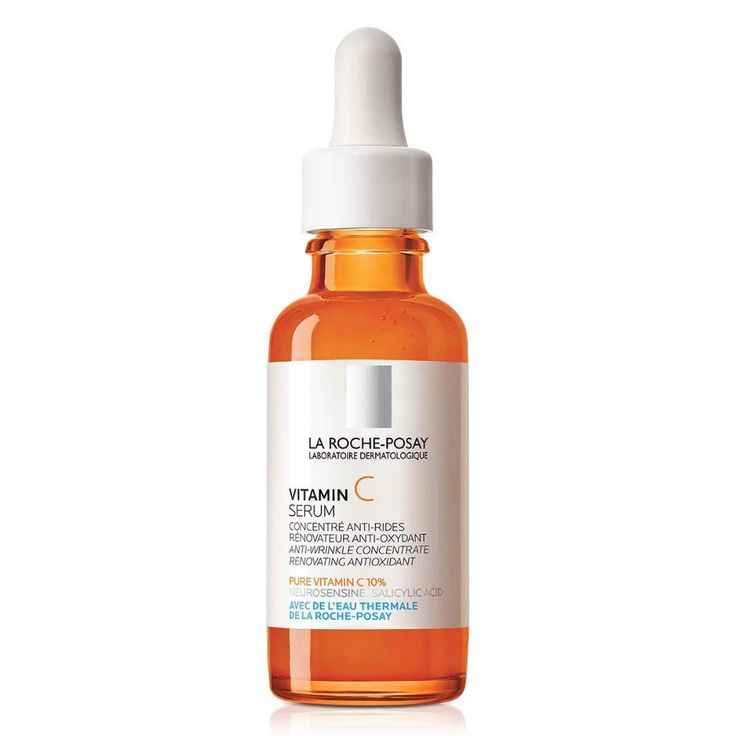 LA ROCHE-POSAY
LABORATOIRE DERMATOLOGIQUE
VITAMIN C
SERUM
CONCENTRÉ ANTI-RIDES
RÉNOVATEUR ANTI-OXYDANT
ANTI-WRINKLE CONCENTRATE
RENOVATING ANTIOXIDANT
PURE VITAMIN C 10%
NEUROSENSINE, SALICYLIC ACID
AVEC DE L'EAU THERMALE
DE LA ROCHE-POSAY